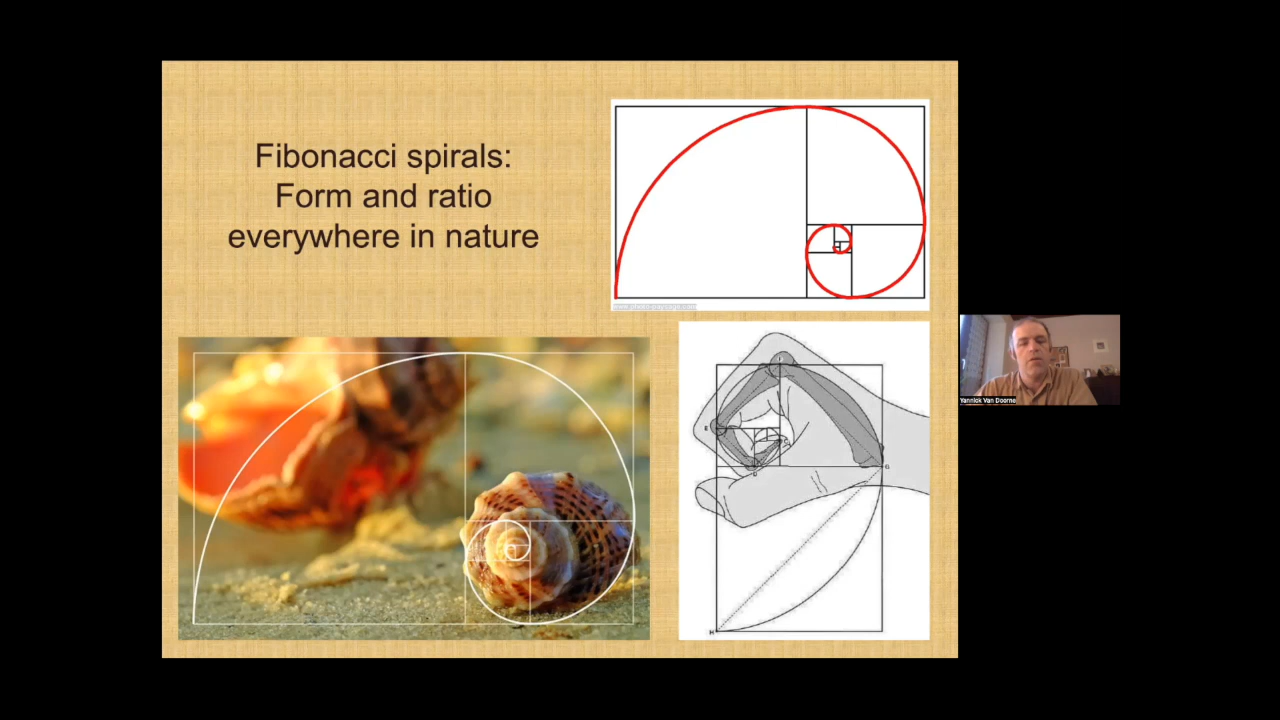 Fibonacci spirals:
Form and ratio
everywhere in nature
E
G
H
Yannick Van Doorne